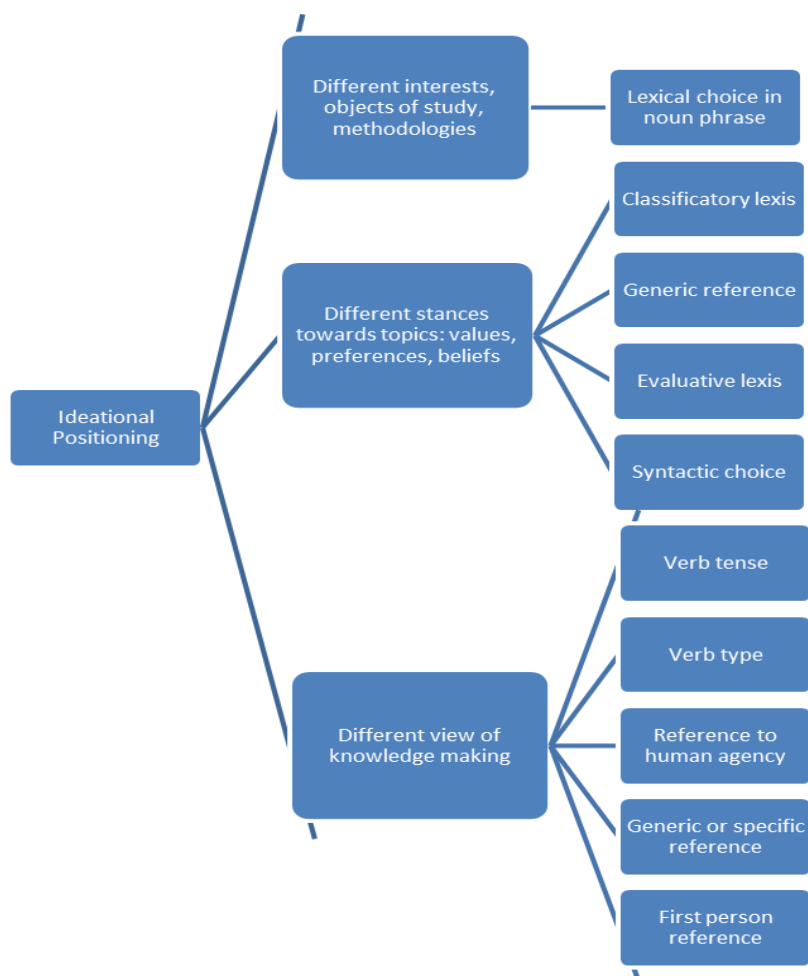 Different interests,
objects of study,
methodologies
Lexical choice in
noun phrase
Classificatory lexis
Generic reference
Different stances
towards topics: values,
preferences, beliefs
Evaluative lexis
Ideational
Positioning
Syntactic choice
Verb tense
Verb type
Different view of
knowledge making
Reference to
human agency
Generic or specific
reference
First person
reference